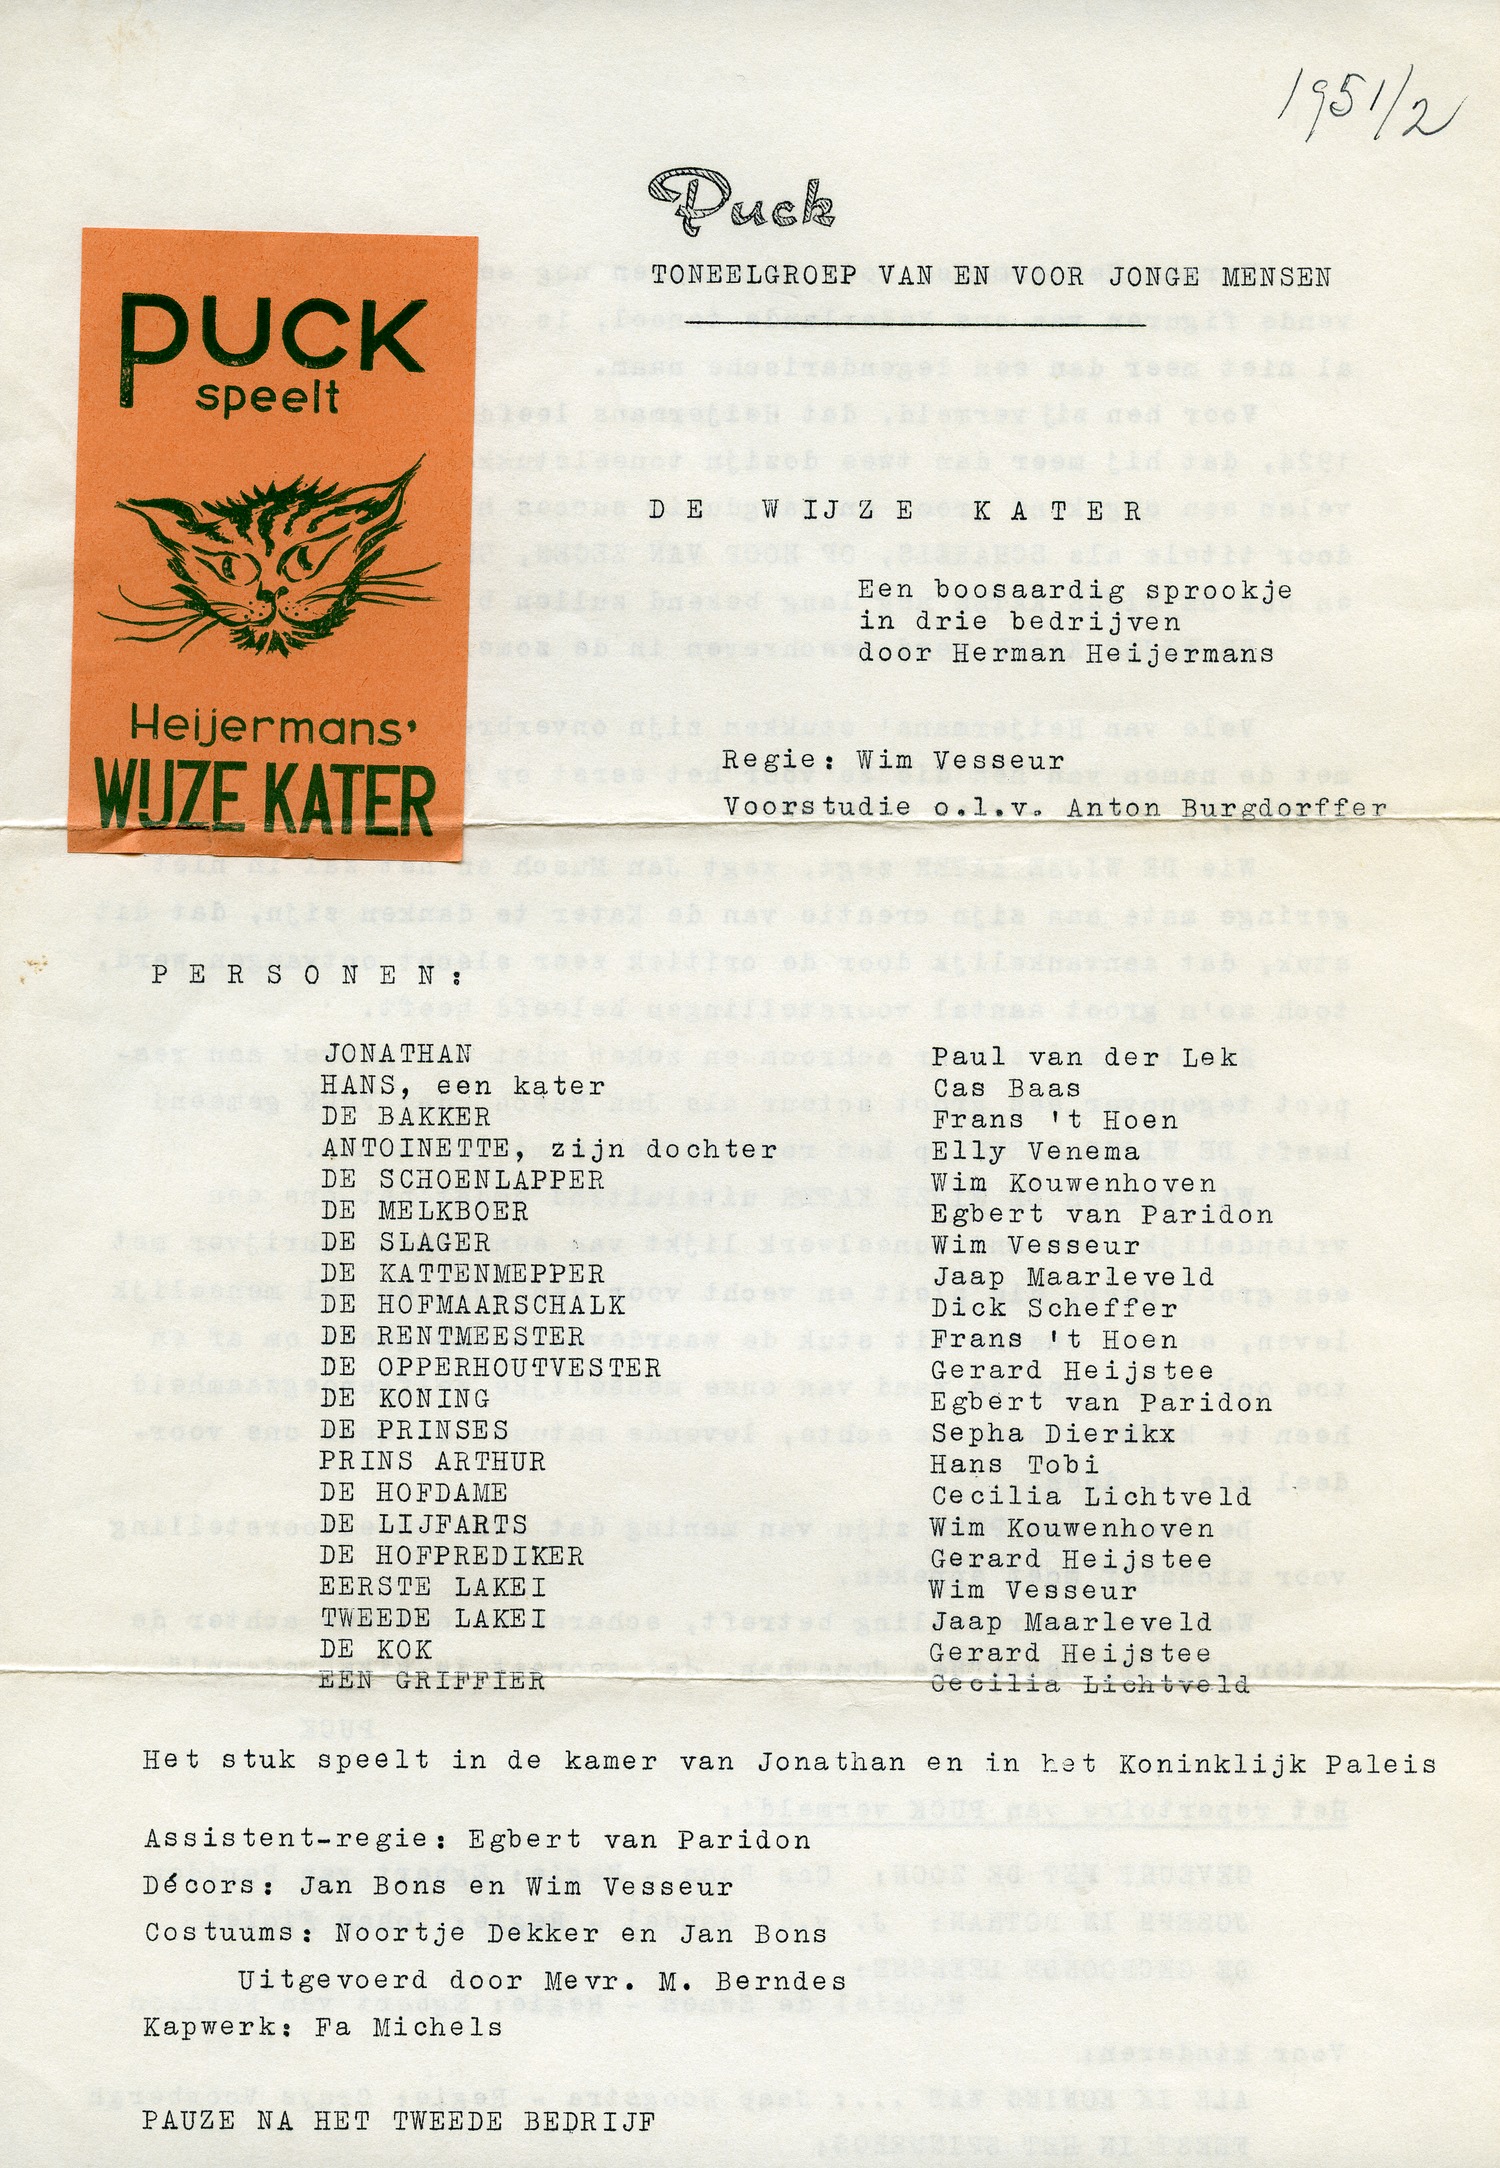 1951/2
Puck
TONEELGROEP VAN EN VOOR JONGE MENSEN
PUCK
speelt
Heijermans'
WIJZE KATER
DE WIJZE KATER
Een boosaardig sprookje
in drie bedrijven
door Herman Heijermans
Regie: Wim Vesseur
Voorstudie o.l.v. Anton Burgdorffer
PERSONEN:
JONATHAN Paul van der Lek
HANS, een kater Cas Baas
DE BAKKER Frans 't Hoen
ANTOINETTE, zijn dochter Elly Venema
DE SCHOENLAPPER Wim Kouwenhoven
DE MELKBOER Egbert van Paridon
DE SLAGER Wim Vesseur
DE KATTENMEPPER Jaap Maarleveld
DE HOFMAARSCHALK Dick Scheffer
DE RENTMEESTER Frans 't Hoen
DE OPPERHOUTVESTER Gerard Heijstee
DE KONING Egbert van Paridon
DE PRINSES Sepha Dierikx
PRINS ARTHUR Hans Tobi
DE HOFDAME Cecilia Lichtveld
DE LIJFARTS Wim Kouwenhoven
DE HOFPREDIKER Gerard Heijstee
EERSTE LAKEI Wim Vesseur
TWEEDE LAKEI Jaap Maarleveld
DE KOK Gerard Heijstee
EEN GRIFFIER Cecilia Lichtveld
Het stuk speelt in de kamer van Jonathan en in het Koninklijk Paleis
Assistent-regie: Egbert van Paridon
Décors: Jan Bons en Wim Vesseur
Costuums: Noortje Dekker en Jan Bons
Uitgevoerd door Mevr. M. Berndes
Kapwerk: Fa Michels
PAUZE NA HET TWEEDE BEDRIJF